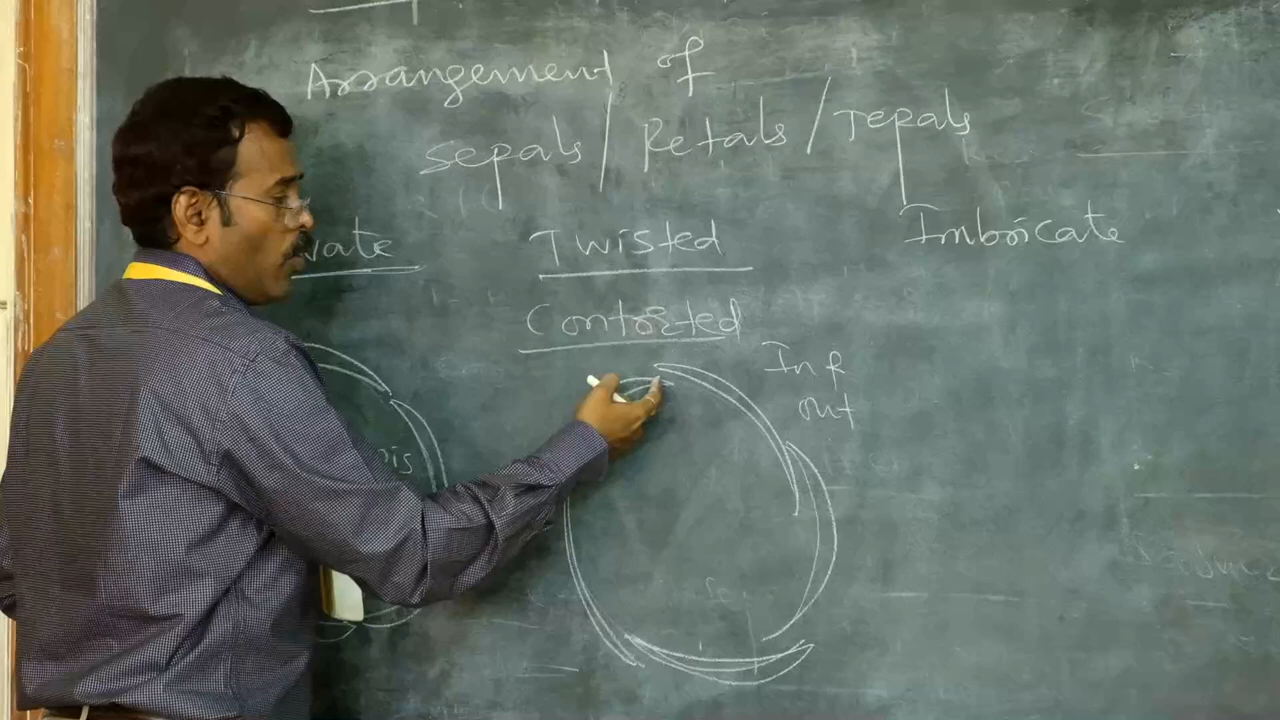 Arrangement of
sepals / Petals / Tepals
vate Twisted Imbricate
Contorted
In &
out